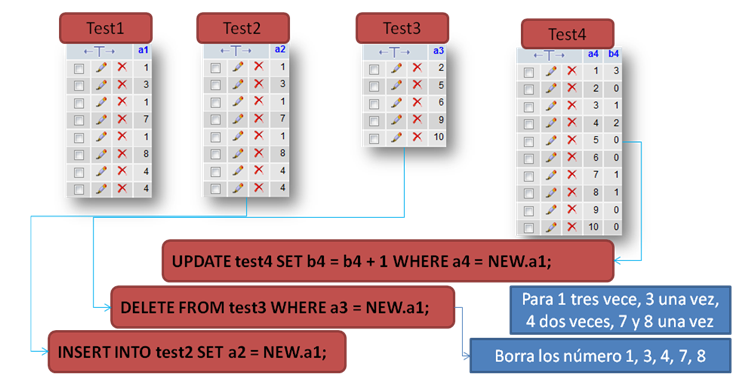 Test1
Test2
Test3
Test4
←T→ a1
1
3
1
7
1
8
4
4
←T→ a2
1
3
1
7
1
8
4
4
←T→ a3
2
5
6
9
10
←T→ a4 b4
1 3
2 0
3 1
4 2
5 0
6 0
7 1
8 1
9 0
10 0
UPDATE test4 SET b4 = b4 + 1 WHERE a4 = NEW.a1;
DELETE FROM test3 WHERE a3 = NEW.a1;
Para 1 tres vece, 3 una vez,
4 dos veces, 7 y 8 una vez
INSERT INTO test2 SET a2 = NEW.a1;
Borra los número 1, 3, 4, 7, 8